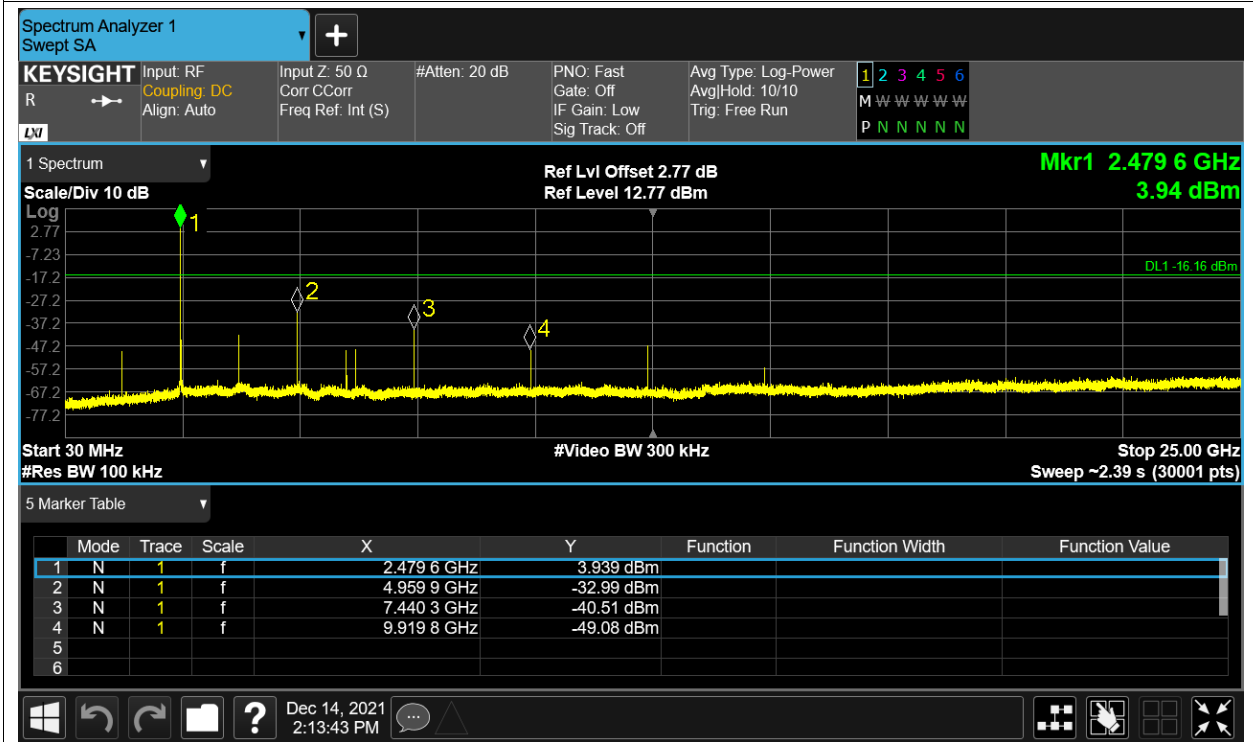 Spectrum Analyzer 1
Swept SA
+
KEYSIGHT Input: RF Input Z: 50 Ω #Atten: 20 dB PNO: Fast Avg Type: Log-Power 1 2 3 4 5 6
R Coupling: DC Corr CCorr Gate: Off Avg|Hold: 10/10 M W W W W W
Align: Auto Freq Ref: Int (S) IF Gain: Low Trig: Free Run
LXI Sig Track: Off P N N N N N
1 Spectrum Ref Lvl Offset 2.77 dB Mkr1 2.479 6 GHz
Scale/Div 10 dB Ref Level 12.77 dBm 3.94 dBm
Log
1
2.77
-7.23
DL1 -16.16 dBm
-17.2
2
-27.2
3
-37.2
4
-47.2
-57.2
-67.2
-77.2
Start 30 MHz #Video BW 300 kHz Stop 25.00 GHz
#Res BW 100 kHz Sweep ~2.39 s (30001 pts)
5 Marker Table
Mode Trace Scale X Y Function Function Width Function Value
1 N 1 f 2.479 6 GHz 3.939 dBm
2 N 1 f 4.959 9 GHz -32.99 dBm
3 N 1 f 7.440 3 GHz -40.51 dBm
4 N 1 f 9.919 8 GHz -49.08 dBm
5
6
? Dec 14, 2021
2:13:43 PM